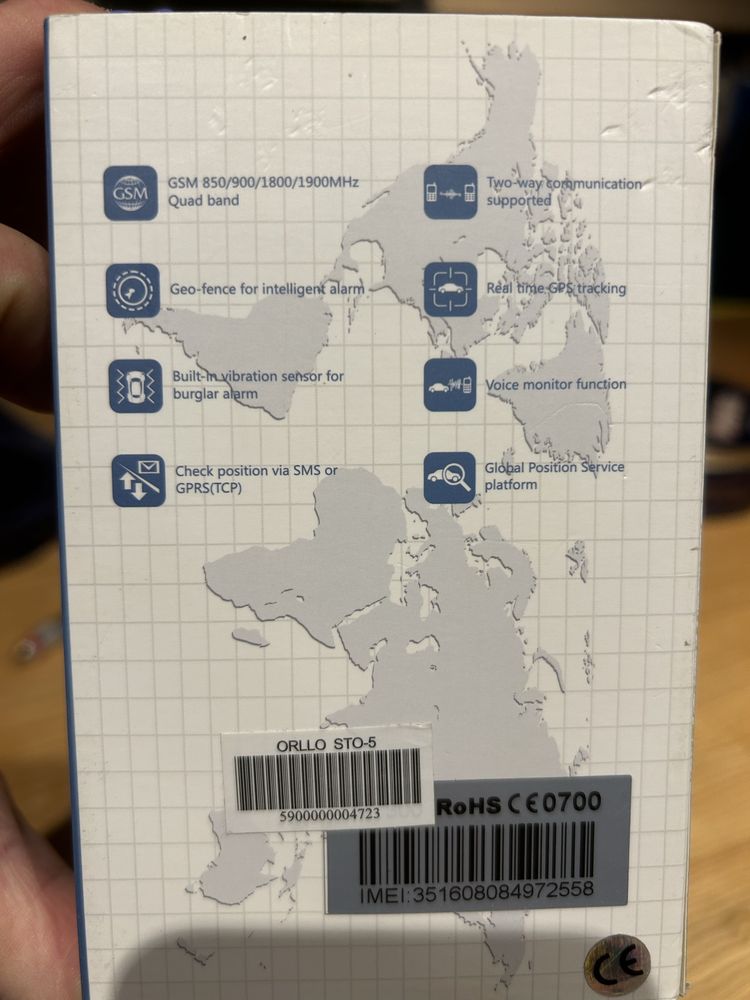 GSM
GSM 850/900/1800/1900MHz
Quad band
Two-way communication
supported
Geo-fence for intelligent alarm
Real time GPS tracking
Built-in vibration sensor for
burglar alarm
Voice monitor function
Check position via SMS or
GPRS(TCP)
Global Position Service
platform
ORLLO STO-5
5900000004723
RoHS CE0700
IMEI:351608084972558
CE